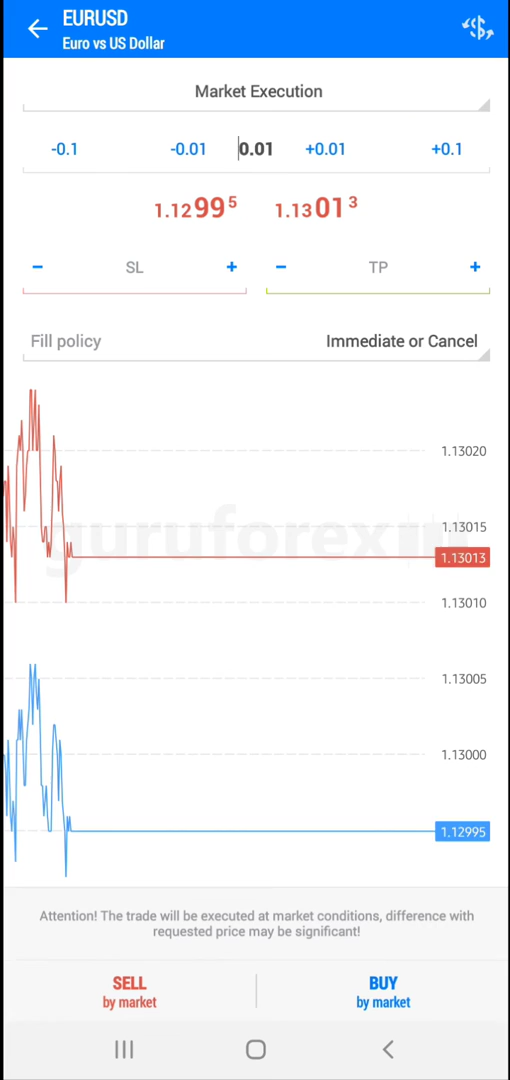 EURUSD
Euro vs US Dollar
Market Execution
-0.1 -0.01 0.01 +0.01 +0.1
1.12995 1.13013
− SL + − TP +
Fill policy Immediate or Cancel
1.13020
1.13015
guruforex
1.13013
1.13010
1.13005
1.13000
1.12995
Attention! The trade will be executed at market conditions, difference with
requested price may be significant!
SELL BUY
by market by market